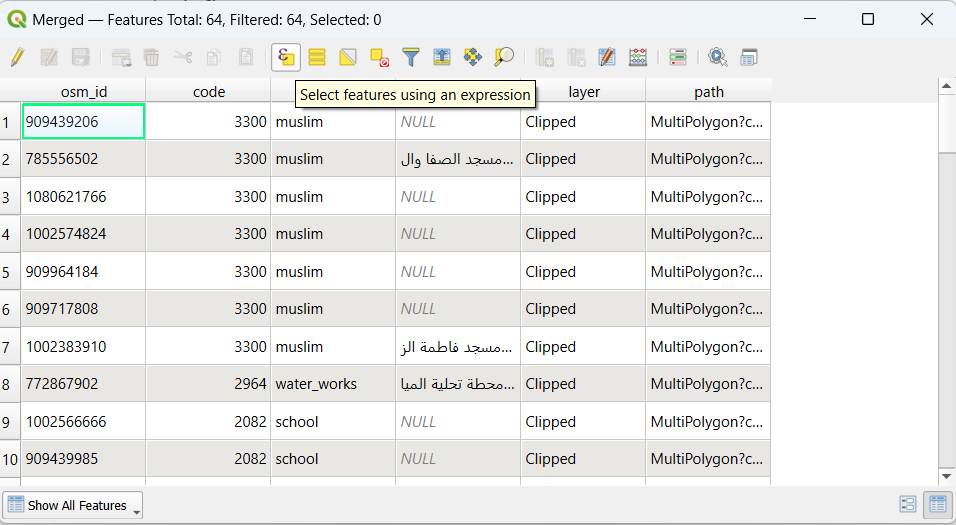 Merged — Features Total: 64, Filtered: 64, Selected: 0
Select features using an expression
osm_id code layer path
1 909439206 3300 muslim NULL Clipped MultiPolygon?c...
2 785556502 3300 muslim مسجد الصفا وال... Clipped MultiPolygon?c...
3 1080621766 3300 muslim NULL Clipped MultiPolygon?c...
4 1002574824 3300 muslim NULL Clipped MultiPolygon?c...
5 909964184 3300 muslim NULL Clipped MultiPolygon?c...
6 909717808 3300 muslim NULL Clipped MultiPolygon?c...
7 1002383910 3300 muslim مسجد فاطمة الز... Clipped MultiPolygon?c...
8 772867902 2964 water_works محطة تحلية الميا... Clipped MultiPolygon?c...
9 1002566666 2082 school NULL Clipped MultiPolygon?c...
10 909439985 2082 school NULL Clipped MultiPolygon?c...
Show All Features